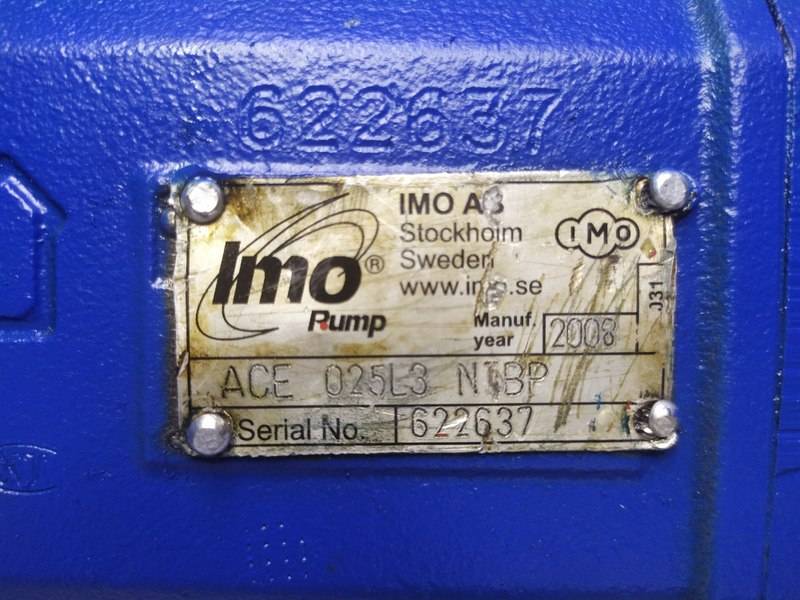 622637
IMO AB
Stockholm
Sweden
www.imo.se
IMO
Imo®
Pump
Manuf. year
2008
031
ACE 025L3 NTBP
Serial No. 622637